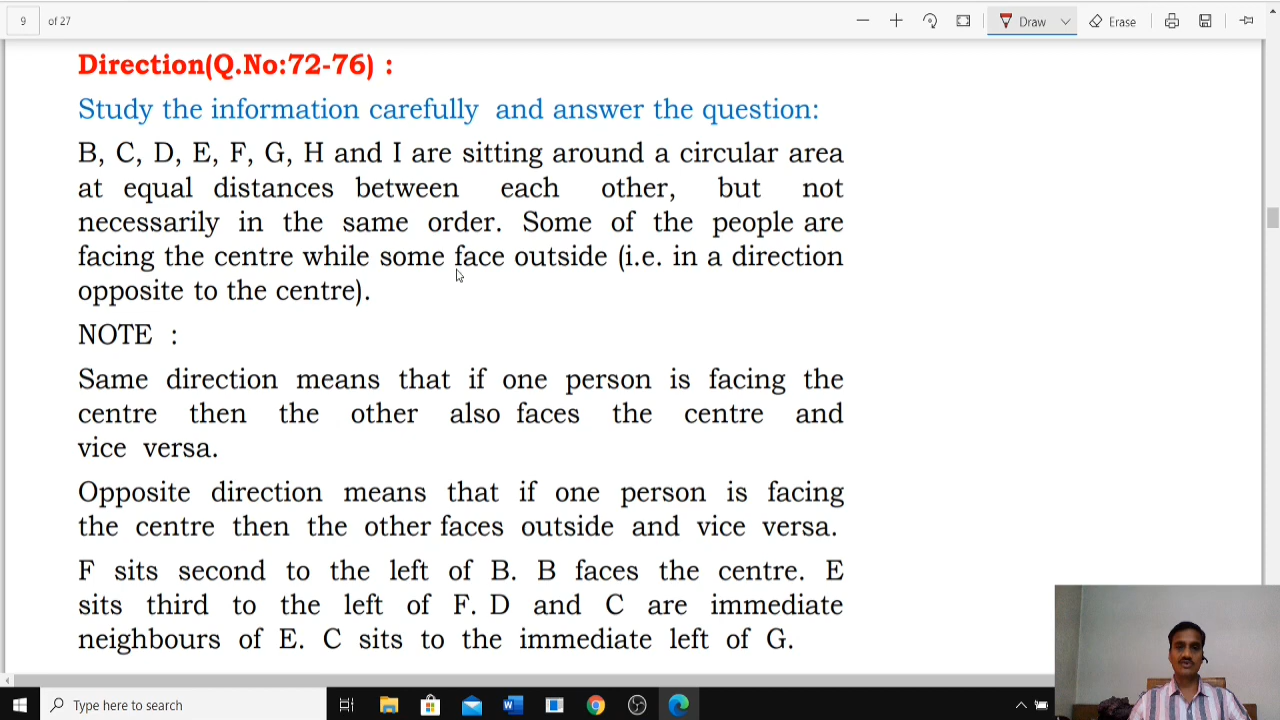 9 of 27
Draw
Erase
Direction(Q.No:72-76) :
Study the information carefully and answer the question:
B, C, D, E, F, G, H and I are sitting around a circular area
at equal distances between each other, but not
necessarily in the same order. Some of the people are
facing the centre while some face outside (i.e. in a direction
opposite to the centre).
NOTE :
Same direction means that if one person is facing the
centre then the other also faces the centre and
vice versa.
Opposite direction means that if one person is facing
the centre then the other faces outside and vice versa.
F sits second to the left of B. B faces the centre. E
sits third to the left of F. D and C are immediate
neighbours of E. C sits to the immediate left of G.
Type here to search